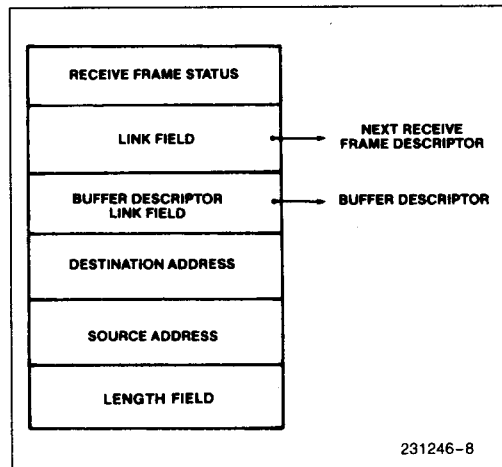 RECEIVE FRAME STATUS
LINK FIELD
NEXT RECEIVE
FRAME DESCRIPTOR
BUFFER DESCRIPTOR
LINK FIELD
BUFFER DESCRIPTOR
DESTINATION ADDRESS
SOURCE ADDRESS
LENGTH FIELD
231246-8